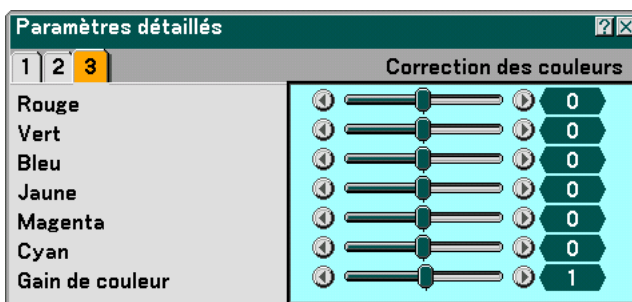 Paramètres détaillés ?
1 2 3 Correction des couleurs
Rouge 0
Vert 0
Bleu 0
Jaune 0
Magenta 0
Cyan 0
Gain de couleur 1